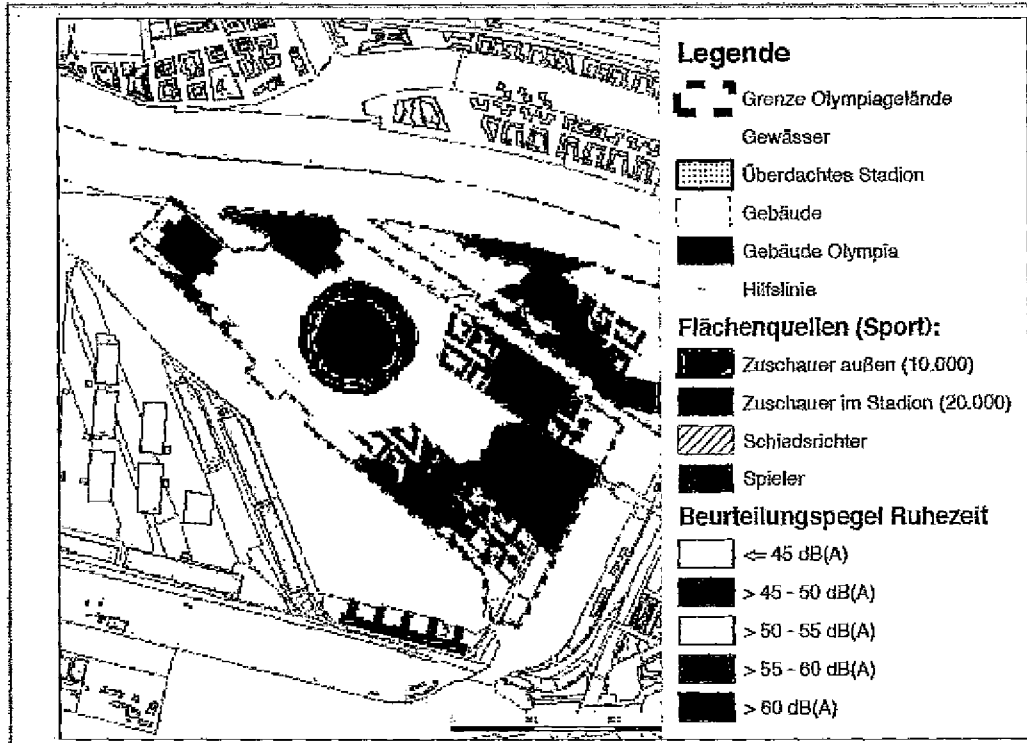 Legende
Grenze Olympiagelände
Gewässer
Überdachtes Stadion
Gebäude
Gebäude Olympia
Hilfslinie
Flächenquellen (Sport):
Zuschauer außen (10.000)
Zuschauer im Stadion (20.000)
Schiedsrichter
Spieler
Beurteilungspegel Ruhezeit
<= 45 dB(A)
> 45 - 50 dB(A)
> 50 - 55 dB(A)
> 55 - 60 dB(A)
> 60 dB(A)